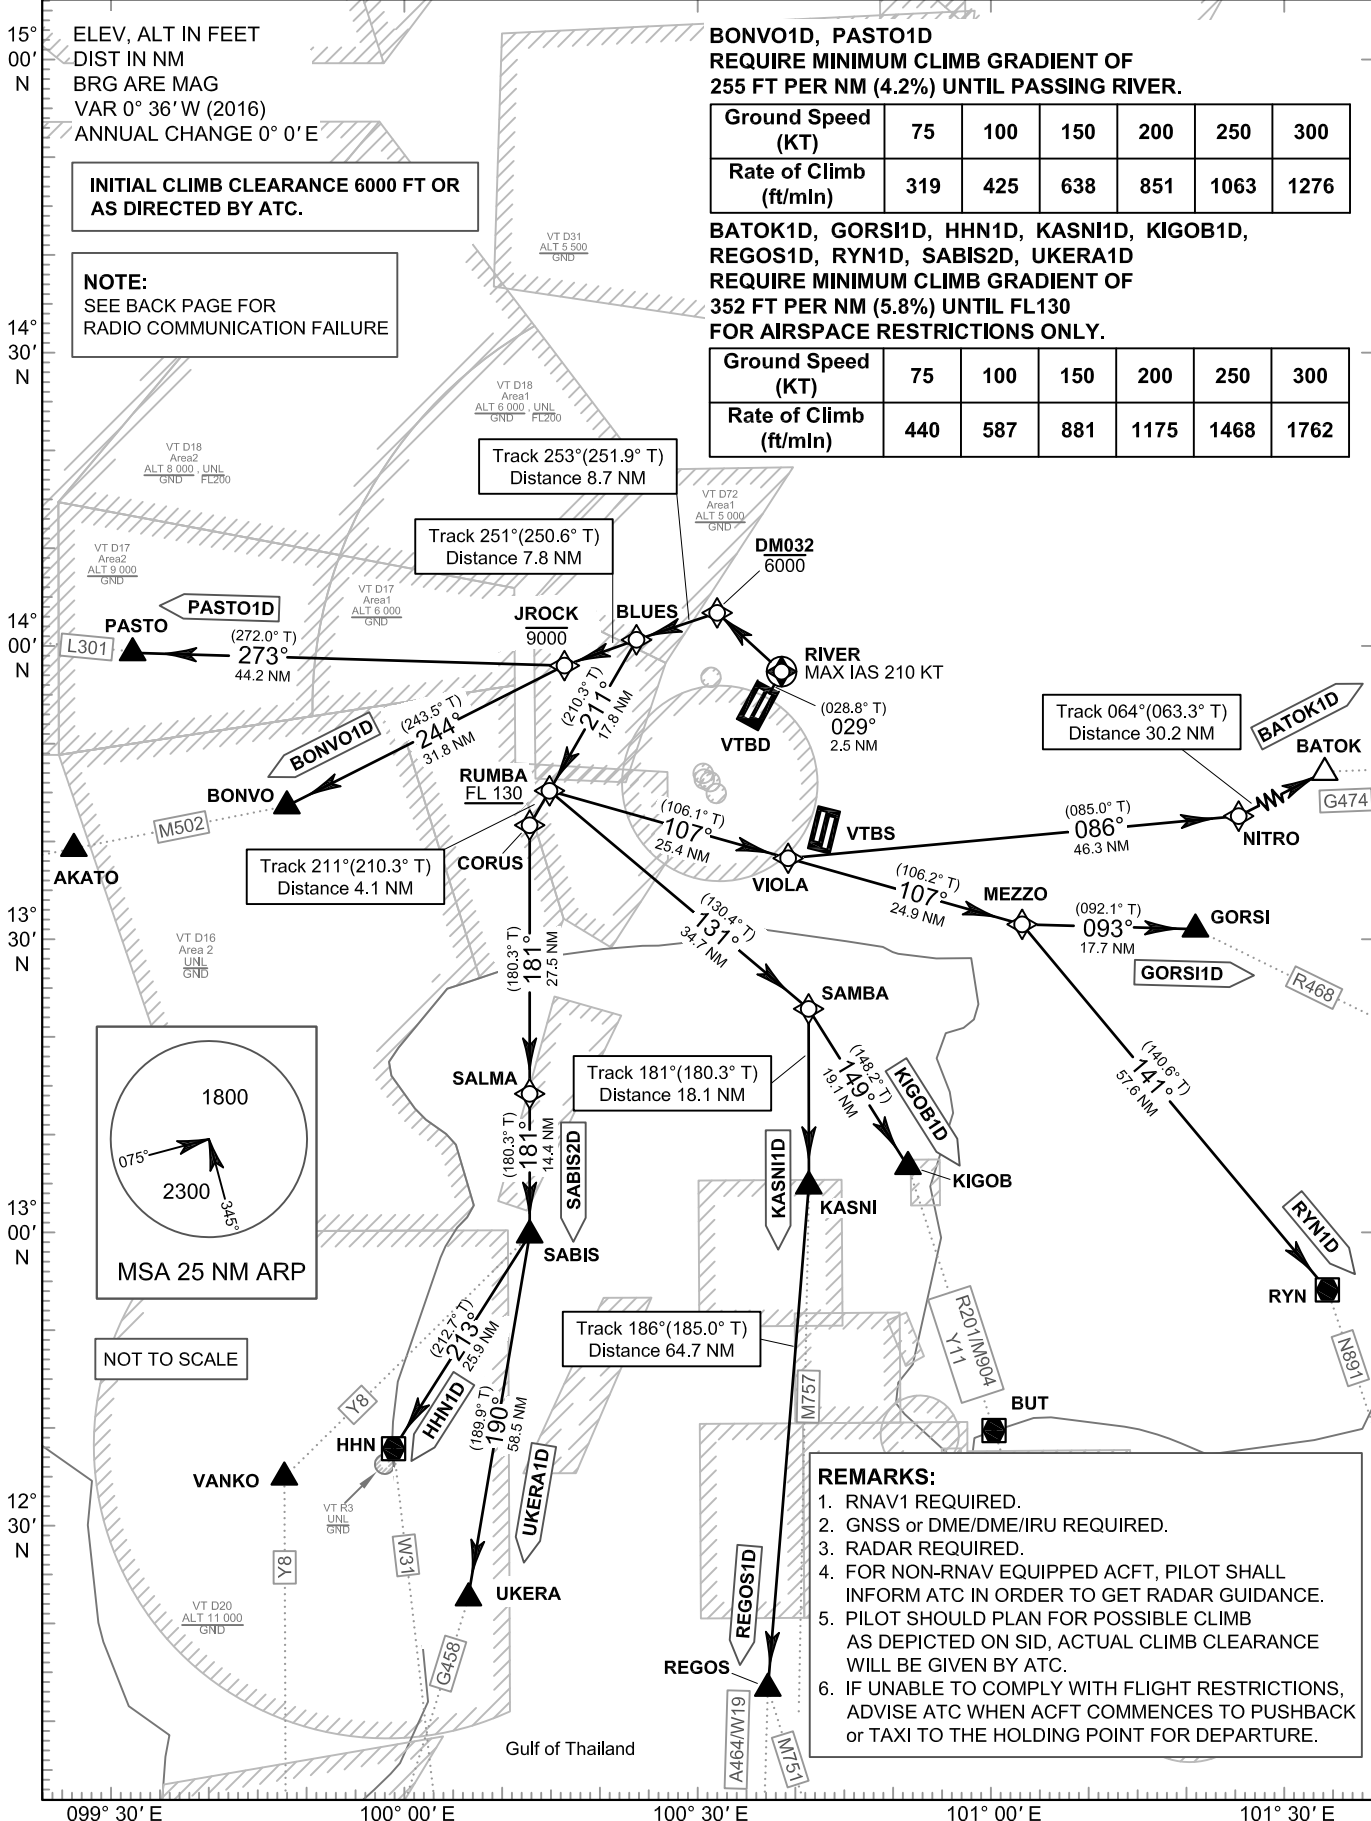 15°
00'
N
ELEV, ALT IN FEET
DIST IN NM
BRG ARE MAG
VAR 0° 36' W (2016)
ANNUAL CHANGE 0° 0' E
INITIAL CLIMB CLEARANCE 6000 FT OR
AS DIRECTED BY ATC.
NOTE:
SEE BACK PAGE FOR
RADIO COMMUNICATION FAILURE
BONVO1D, PASTO1D
REQUIRE MINIMUM CLIMB GRADIENT OF
255 FT PER NM (4.2%) UNTIL PASSING RIVER.
Ground Speed (KT) 75 100 150 200 250 300
Rate of Climb (ft/mln) 319 425 638 851 1063 1276
BATOK1D, GORSI1D, HHN1D, KASNI1D, KIGOB1D,
REGOS1D, RYN1D, SABIS2D, UKERA1D
REQUIRE MINIMUM CLIMB GRADIENT OF
352 FT PER NM (5.8%) UNTIL FL130
FOR AIRSPACE RESTRICTIONS ONLY.
Ground Speed (KT) 75 100 150 200 250 300
Rate of Climb (ft/mln) 440 587 881 1175 1468 1762
VT D31
ALT 5 500
GND
14°
30'
N
VT D18
Area1
ALT 6 000 , UNL
GND FL200
VT D18
Area2
ALT 8 000 , UNL
GND FL200
Track 253°(251.9° T)
Distance 8.7 NM
VT D72
Area1
ALT 5 000
GND
Track 251°(250.6° T)
Distance 7.8 NM
DM032
6000
VT D17
Area2
ALT 9 000
GND
VT D17
Area1
ALT 6 000
GND
PASTO1D
JROCK
9000
BLUES
14°
00'
N
PASTO
L301
(272.0° T)
273°
44.2 NM
RIVER
MAX IAS 210 KT
(028.8° T)
029°
2.5 NM
VTBD
(210.3° T)
211°
17.8 NM
(243.5° T)
244°
31.8 NM
BONVO1D
BONVO
M502
AKATO
RUMBA
FL 130
Track 064°(063.3° T)
Distance 30.2 NM
BATOK1D
BATOK
G474
(106.1° T)
107°
25.4 NM
VTBS
(085.0° T)
086°
46.3 NM
NITRO
CORUS
VIOLA
Track 211°(210.3° T)
Distance 4.1 NM
(106.2° T)
107°
24.9 NM
MEZZO
(092.1° T)
093°
17.7 NM
GORSI
GORSI1D
R468
13°
30'
N
VT D16
Area 2
UNL
GND
(180.3° T)
181°
27.5 NM
(130.4° T)
131°
34.7 NM
SAMBA
1800
075°
2300
345°
MSA 25 NM ARP
SALMA
Track 181°(180.3° T)
Distance 18.1 NM
(148.2° T)
149°
19.1 NM
KIGOB1D
KIGOB
(140.6° T)
141°
57.6 NM
(180.3° T)
181°
14.4 NM
SABIS2D
KASNI1D
KASNI
13°
00'
N
SABIS
RYN1D
RYN
N891
NOT TO SCALE
(212.7° T)
213°
25.9 NM
Track 186°(185.0° T)
Distance 64.7 NM
R201/M904
Y11
M757
Y8
HHN1D
HHN
(189.9° T)
190°
58.5 NM
BUT
VANKO
VT R3
UNL
GND
UKERA1D
12°
30'
N
Y8
W31
UKERA
VT D20
ALT 11 000
GND
G458
REGOS1D
REGOS
A464/W19
M751
Gulf of Thailand
REMARKS:
1. RNAV1 REQUIRED.
2. GNSS or DME/DME/IRU REQUIRED.
3. RADAR REQUIRED.
4. FOR NON-RNAV EQUIPPED ACFT, PILOT SHALL
INFORM ATC IN ORDER TO GET RADAR GUIDANCE.
5. PILOT SHOULD PLAN FOR POSSIBLE CLIMB
AS DEPICTED ON SID, ACTUAL CLIMB CLEARANCE
WILL BE GIVEN BY ATC.
6. IF UNABLE TO COMPLY WITH FLIGHT RESTRICTIONS,
ADVISE ATC WHEN ACFT COMMENCES TO PUSHBACK
or TAXI TO THE HOLDING POINT FOR DEPARTURE.
099° 30' E
100° 00' E
100° 30' E
101° 00' E
101° 30' E